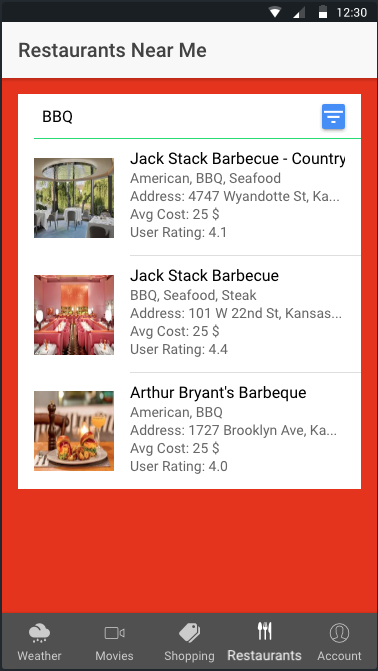 12:30
Restaurants Near Me
BBQ
Jack Stack Barbecue - Country
American, BBQ, Seafood
Address: 4747 Wyandotte St, Ka...
Avg Cost: 25 $
User Rating: 4.1
Jack Stack Barbecue
BBQ, Seafood, Steak
Address: 101 W 22nd St, Kansas...
Avg Cost: 25 $
User Rating: 4.4
Arthur Bryant's Barbeque
American, BBQ
Address: 1727 Brooklyn Ave, Ka...
Avg Cost: 25 $
User Rating: 4.0
Weather Movies Shopping Restaurants Account